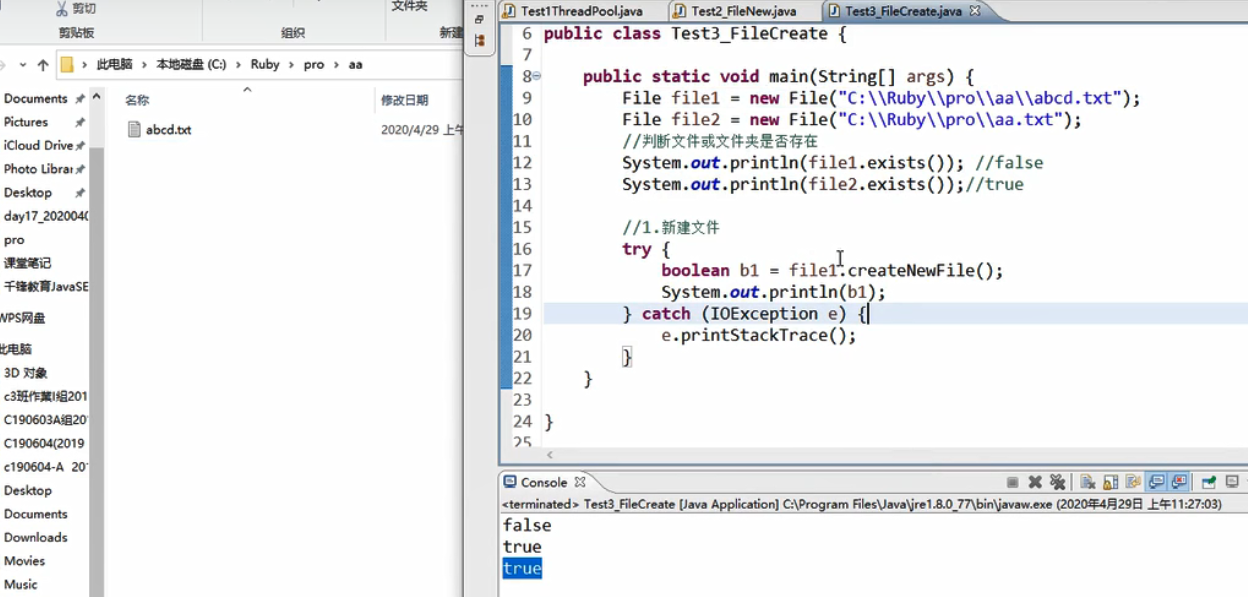 剪切
文件夹
剪贴板
组织
新建
此电脑 › 本地磁盘 (C:) › Ruby › pro › aa
Documents
Pictures
iCloud Drive
Photo Librar
Desktop
day17_202004
pro
课堂笔记
千锋教育JavaSE
WPS网盘
此电脑
3D 对象
C190603A组20
C190604(2019
c190604-A 20
Desktop
Documents
Downloads
Movies
Music
名称
修改日期
abcd.txt
2020/4/29 上午
Test1ThreadPool.java
Test2_FileNew.java
Test3_FileCreate.java
6 public class Test3_FileCreate {
7
8 public static void main(String[] args) {
9 File file1 = new File("C:\\Ruby\\pro\\aa\\abcd.txt");
10 File file2 = new File("C:\\Ruby\\pro\\aa.txt");
11 //判断文件或文件夹是否存在
12 System.out.println(file1.exists()); //false
13 System.out.println(file2.exists());//true
14
15 //1.新建文件
16 try {
17 boolean b1 = file1.createNewFile();
18 System.out.println(b1);
19 } catch (IOException e) {
20 e.printStackTrace();
21 }
22 }
23
24 }
25
Console
<terminated> Test3_FileCreate [Java Application] C:\Program Files\Java\jre1.8.0_77\bin\javaw.exe (2020年4月29日 上午11:27:03)
false
true
true